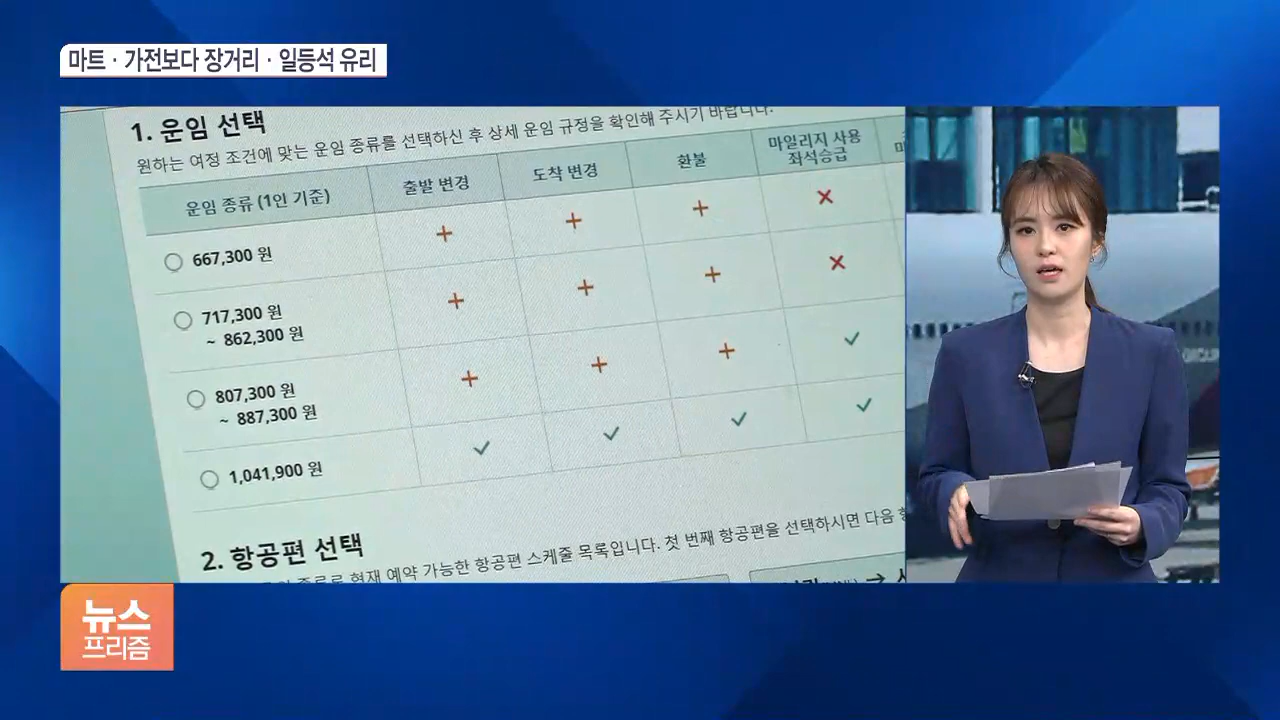 마트·가전보다 장거리·일등석 유리
1. 운임 선택
원하는 여정 조건에 맞는 운임 종류를 선택하신 후 상세 운임 규정을 확인해 주시기 바랍니다.
운임 종류 (1인 기준)
출발 변경
도착 변경
환불
마일리지 사용
좌석승급
667,300 원
717,300 원
~ 862,300 원
807,300 원
~ 887,300 원
1,041,900 원
2. 항공편 선택
현재 예약 가능한 항공편 스케줄 목록입니다. 첫 번째 항공편을 선택하시면 다음
뉴스
프리즘